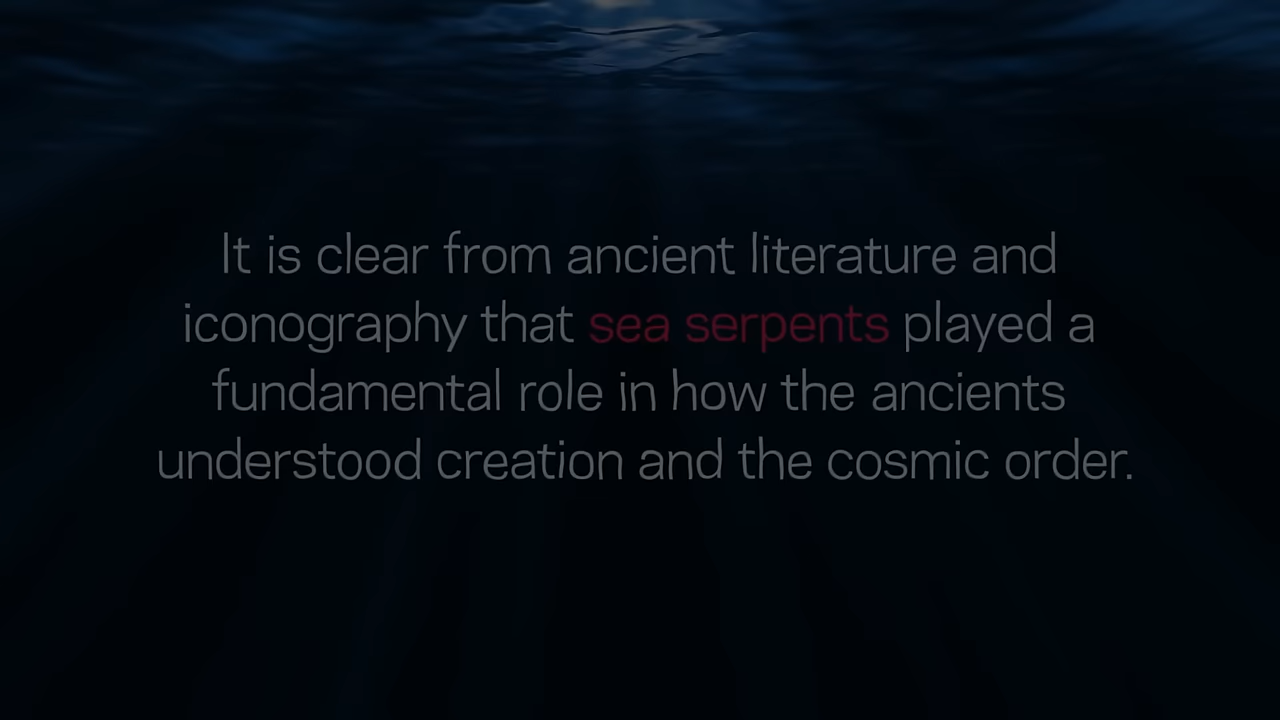 It is clear from ancient literature and
iconography that sea serpents played a
fundamental role in how the ancients
understood creation and the cosmic order.